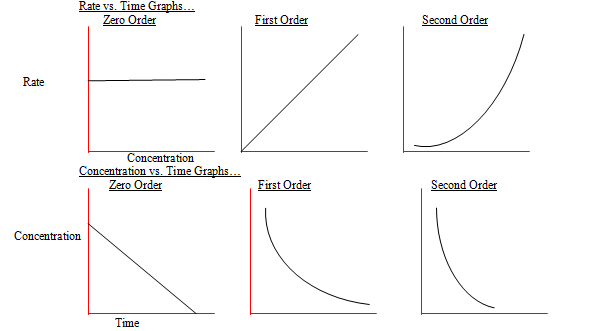 Rate vs. Time Graphs…
Zero Order First Order Second Order
Rate
Concentration
Concentration vs. Time Graphs…
Zero Order First Order Second Order
Concentration
Time